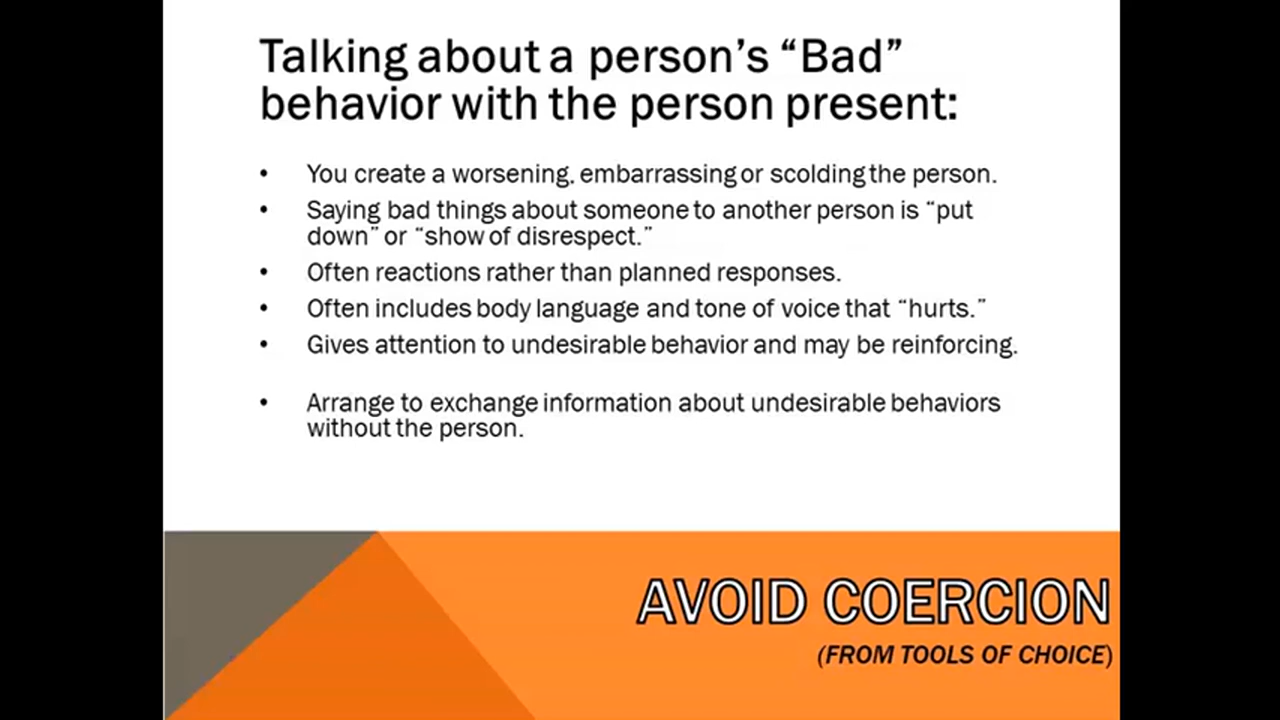 Talking about a person's “Bad”
behavior with the person present:
• You create a worsening, embarrassing or scolding the person.
• Saying bad things about someone to another person is “put
down” or “show of disrespect.”
• Often reactions rather than planned responses.
• Often includes body language and tone of voice that “hurts.”
• Gives attention to undesirable behavior and may be reinforcing.
• Arrange to exchange information about undesirable behaviors
without the person.
AVOID COERCION
(FROM TOOLS OF CHOICE)